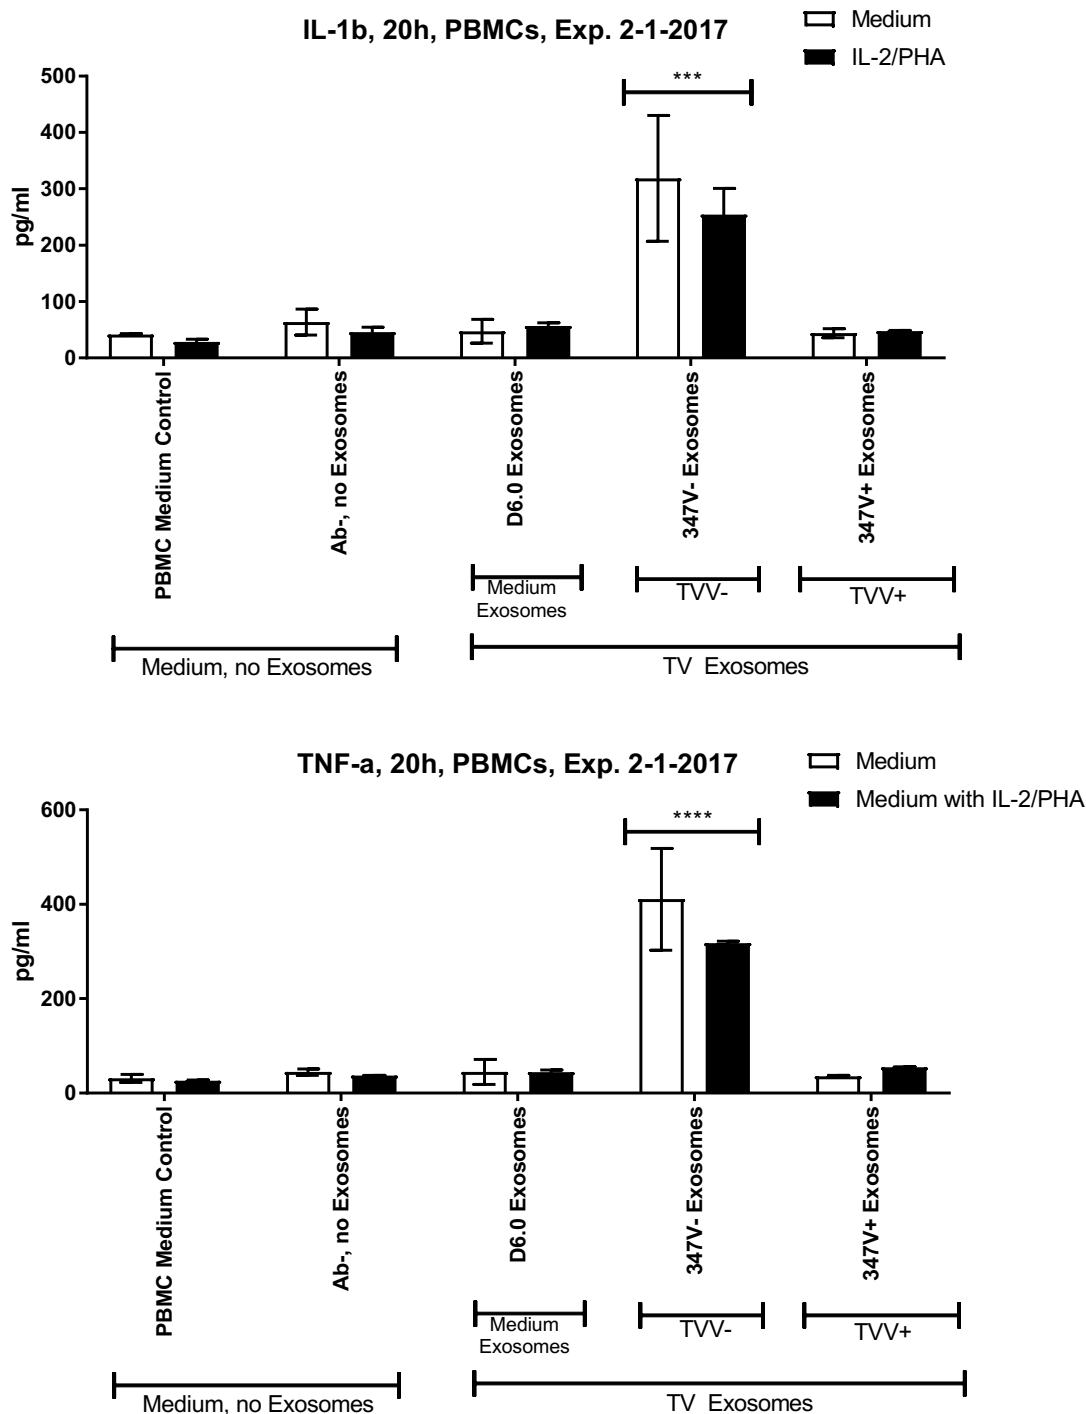 IL-1b, 20h, PBMCs, Exp. 2-1-2017
Medium
IL-2/PHA
***
500
400
300
200
100
0
pg/ml
PBMC Medium Control
Ab-, no Exosomes
D6.0 Exosomes
347V- Exosomes
347V+ Exosomes
Medium
Exosomes
TVV-
TVV+
Medium, no Exosomes
TV Exosomes
TNF-a, 20h, PBMCs, Exp. 2-1-2017
Medium
Medium with IL-2/PHA
****
600
400
200
0
pg/ml
PBMC Medium Control
Ab-, no Exosomes
D6.0 Exosomes
347V- Exosomes
347V+ Exosomes
Medium
Exosomes
TVV-
TVV+
Medium, no Exosomes
TV Exosomes